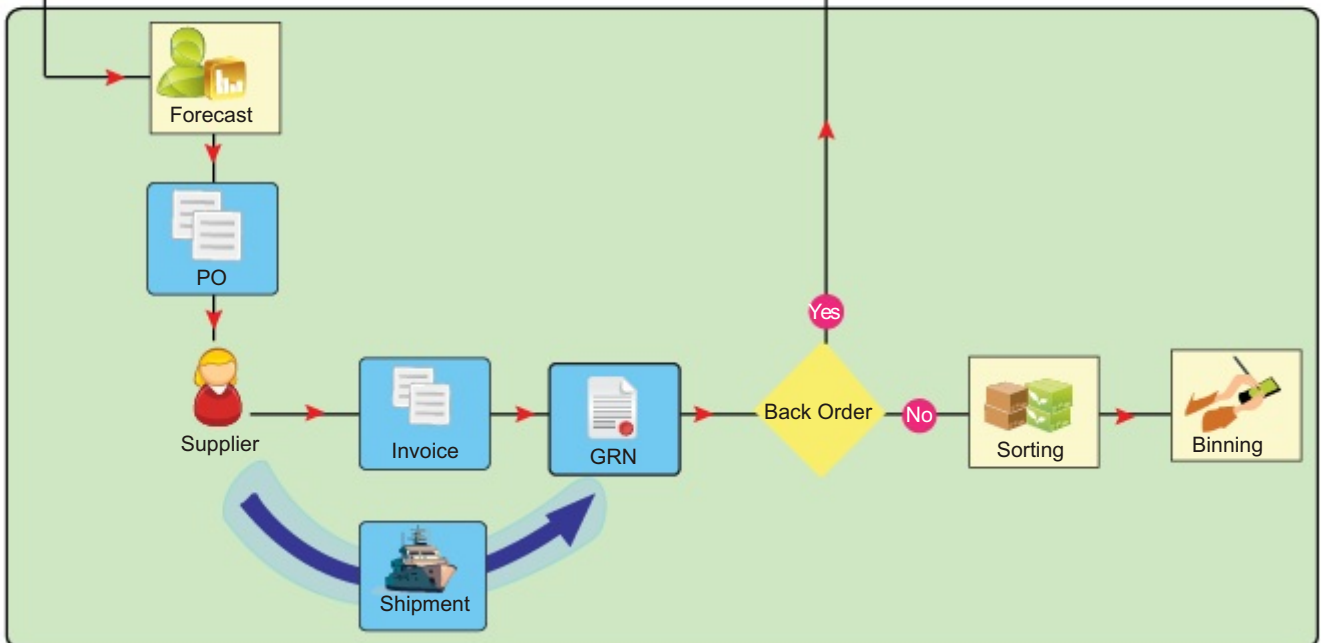 Forecast
PO
Yes
Back Order
No
Supplier
Invoice
GRN
Sorting
Binning
Shipment